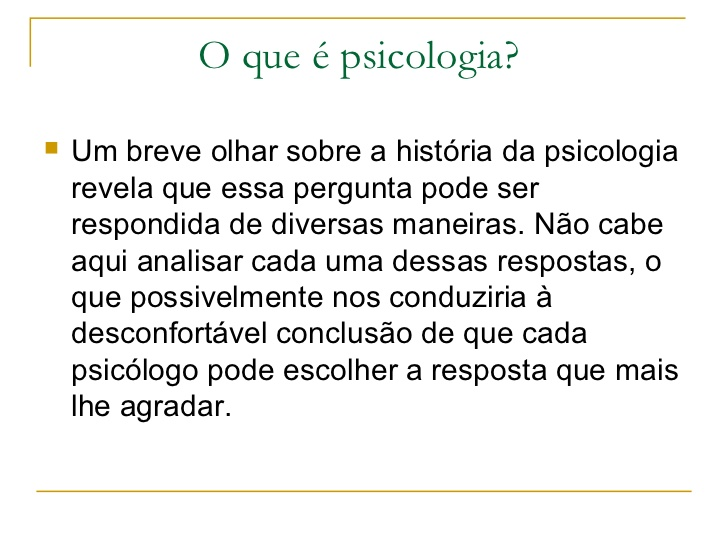 O que é psicologia?
Um breve olhar sobre a história da psicologia
revela que essa pergunta pode ser
respondida de diversas maneiras. Não cabe
aqui analisar cada uma dessas respostas, o
que possivelmente nos conduziria à
desconfortável conclusão de que cada
psicólogo pode escolher a resposta que mais
lhe agradar.